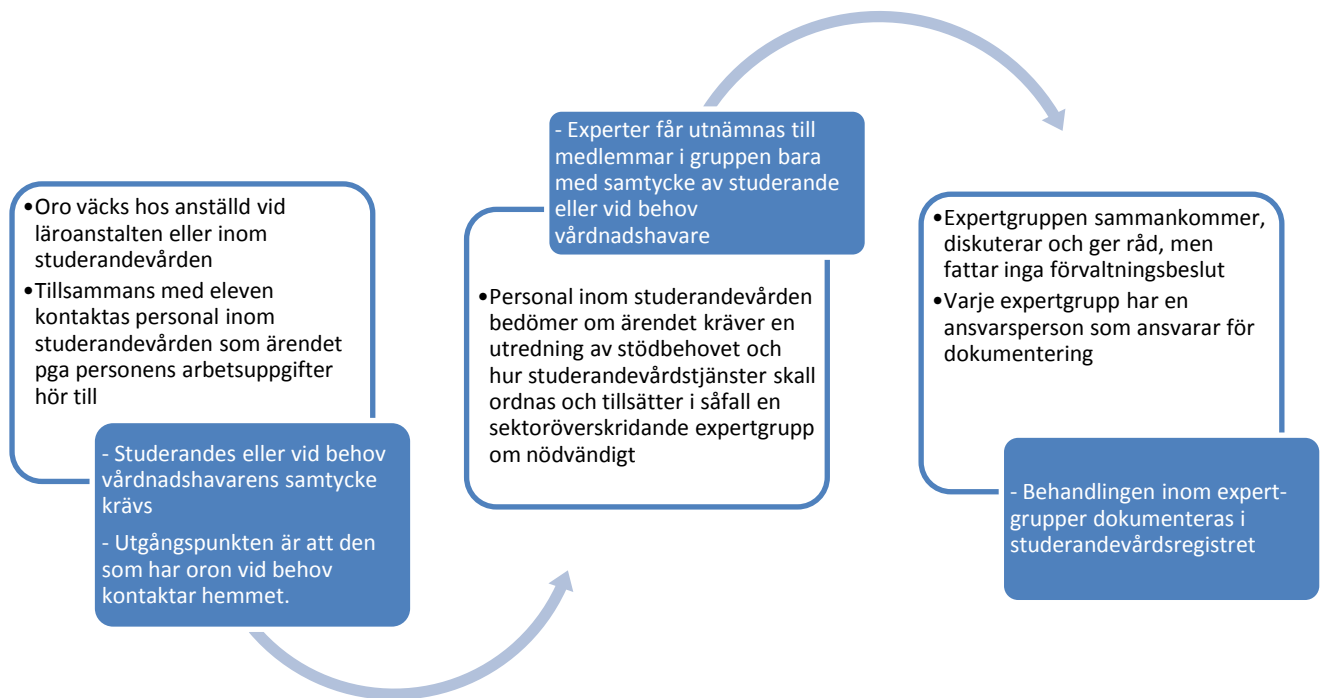 •Oro väcks hos anställd vid
läroanstalten eller inom
studerandevården
•Tillsammans med eleven
kontaktas personal inom
studerandevården som ärendet
pga personens arbetsuppgifter
hör till
- Studerandes eller vid behov
vårdnadshavarens samtycke
krävs
- Utgångspunkten är att den
som har oron vid behov
kontaktar hemmet.
- Experter får utnämnas till
medlemmar i gruppen bara
med samtycke av studerande
eller vid behov
vårdnadshavare
•Personal inom studerandevården
bedömer om ärendet kräver en
utredning av stödbehovet och
hur studerandevårdstjänster skall
ordnas och tillsätter i såfall en
sektoröverskridande expertgrupp
om nödvändigt
•Expertgruppen sammankommer,
diskuterar och ger råd, men
fattar inga förvaltningsbeslut
•Varje expertgrupp har en
ansvarsperson som ansvarar för
dokumentering
- Behandlingen inom expert-
grupper dokumenteras i
studerandevårdsregistret